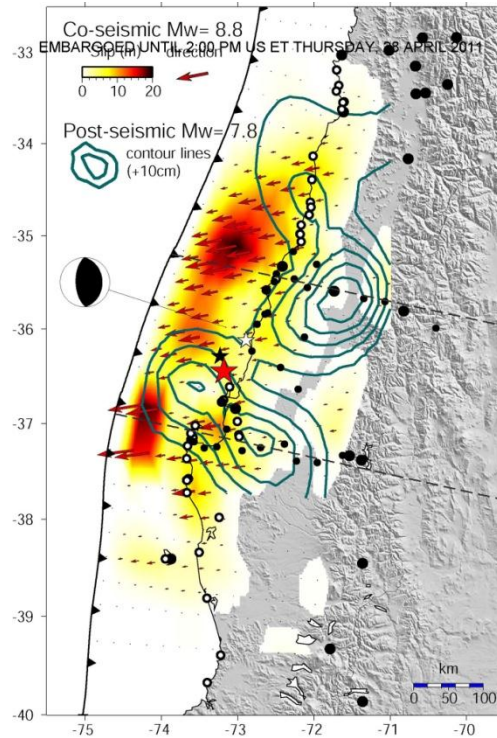 -33
Co-seismic Mw= 8.8
EMBARGOED UNTIL 2:00 PM US ET THURSDAY, 28 APRIL 2011
Slip (m) direction
0 10 20
-34
Post-seismic Mw= 7.8
contour lines
(+10cm)
-35
-36
-37
-38
-39
km
0 100
-40
-75 -74 -73 -72 -71 -70